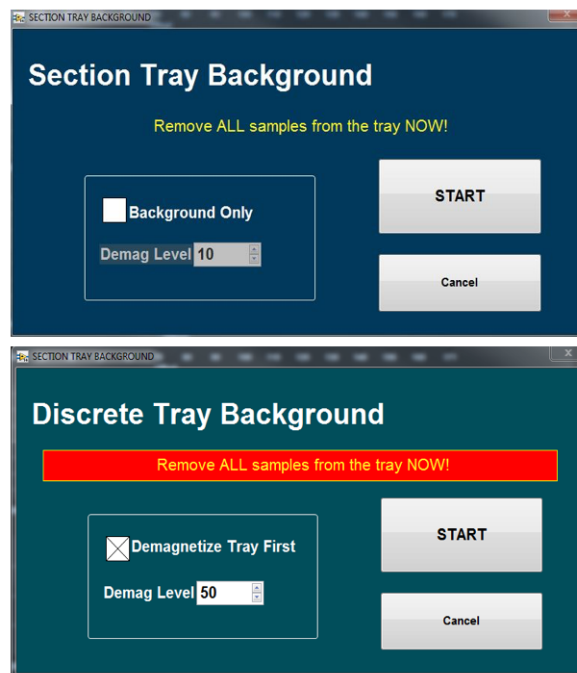 SECTION TRAY BACKGROUND
Section Tray Background
Remove ALL samples from the tray NOW!
Background Only
START
Demag Level 10
Cancel
SECTION TRAY BACKGROUND
Discrete Tray Background
Remove ALL samples from the tray NOW!
Demagnetize Tray First
START
Demag Level 50
Cancel